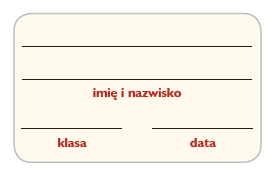 imię i nazwisko
klasa data